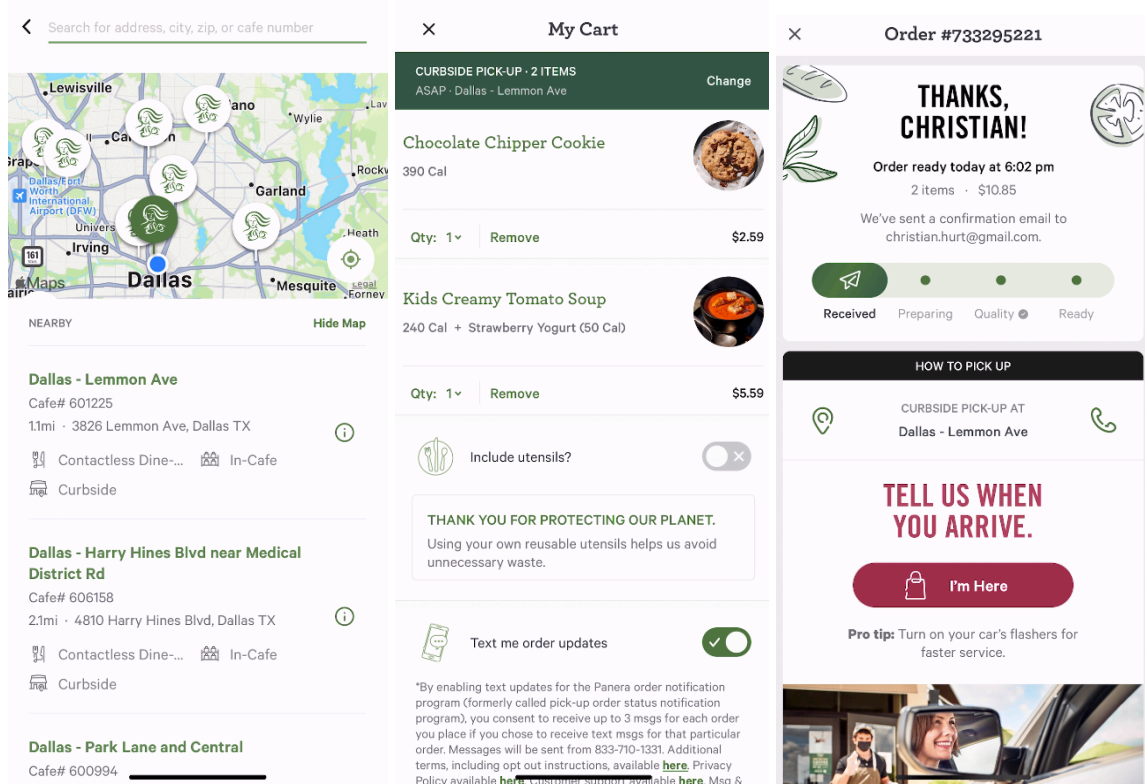 Search for address, city, zip, or cafe number
Lewisville
Wylie
Garland
Dallas/Fort
Worth
International
Airport (DFW)
Irving
161
Heath
Maps
Dallas
Mesquite
Legal
Forney
NEARBY
Hide Map
Dallas - Lemmon Ave
Cafe# 601225
1.1mi · 3826 Lemmon Ave, Dallas TX
Contactless Dine-... In-Cafe
Curbside
Dallas - Harry Hines Blvd near Medical
District Rd
Cafe# 606158
2.1mi · 4810 Harry Hines Blvd, Dallas TX
Contactless Dine-... In-Cafe
Curbside
Dallas - Park Lane and Central
Cafe# 600994
My Cart
CURBSIDE PICK-UP · 2 ITEMS
ASAP · Dallas - Lemmon Ave
Change
Chocolate Chipper Cookie
390 Cal
Qty: 1 Remove $2.59
Kids Creamy Tomato Soup
240 Cal + Strawberry Yogurt (50 Cal)
Qty: 1 Remove $5.59
Include utensils?
THANK YOU FOR PROTECTING OUR PLANET.
Using your own reusable utensils helps us avoid
unnecessary waste.
Text me order updates
*By enabling text updates for the Panera order notification
program (formerly called pick-up order status notification
program), you consent to receive up to 3 msgs for each order
you place if you chose to receive text msgs for that particular
order. Messages will be sent from 833-710-1331. Additional
terms, including opt out instructions, available here. Privacy
Policy available here. Customer support available here. Msg &
Order #733295221
THANKS,
CHRISTIAN!
Order ready today at 6:02 pm
2 items · $10.85
We've sent a confirmation email to
christian.hurt@gmail.com.
Received Preparing Quality Ready
HOW TO PICK UP
CURBSIDE PICK-UP AT
Dallas - Lemmon Ave
TELL US WHEN
YOU ARRIVE.
I'm Here
Pro tip: Turn on your car's flashers for
faster service.